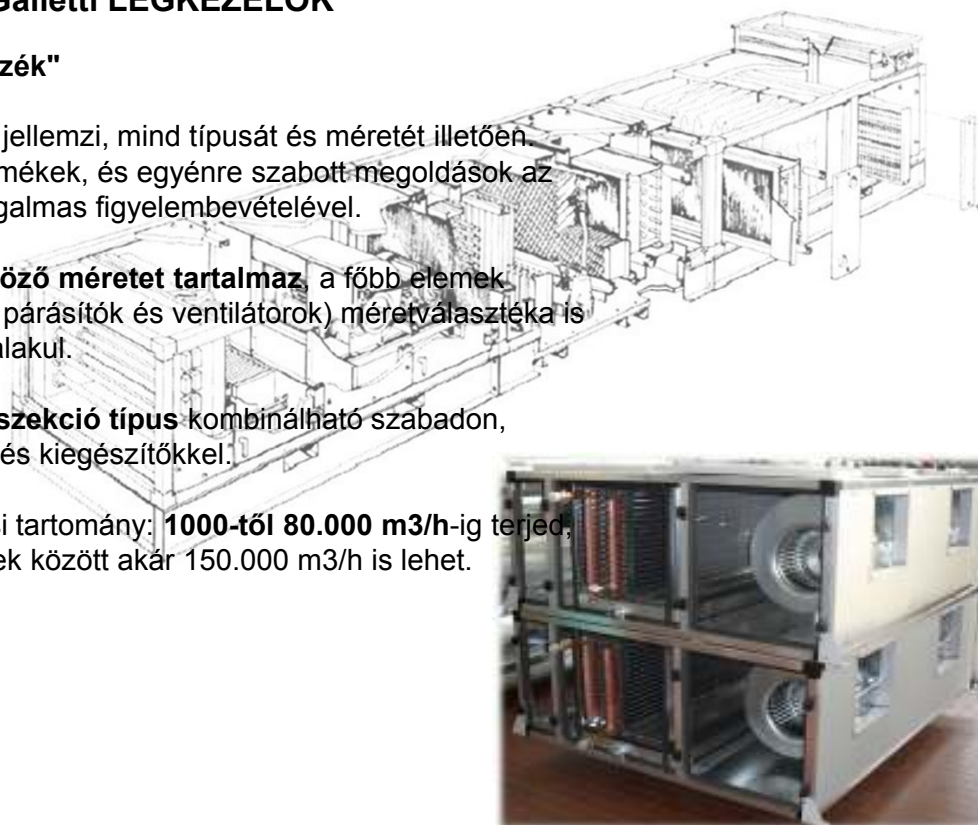 Galletti LÉGKEZELŐK
zék"
jellemzi, mind típusát és méretét illetően.
mékek, és egyénre szabott megoldások az
galmas figyelembevételével.
öző méretet tartalmaz, a főbb elemek
párásítók és ventilátorok) méretválasztéka is
alakul.
szekció típus kombinálható szabadon,
és kiegészítőkkel.
si tartomány: 1000-től 80.000 m3/h-ig terjed,
ek között akár 150.000 m3/h is lehet.